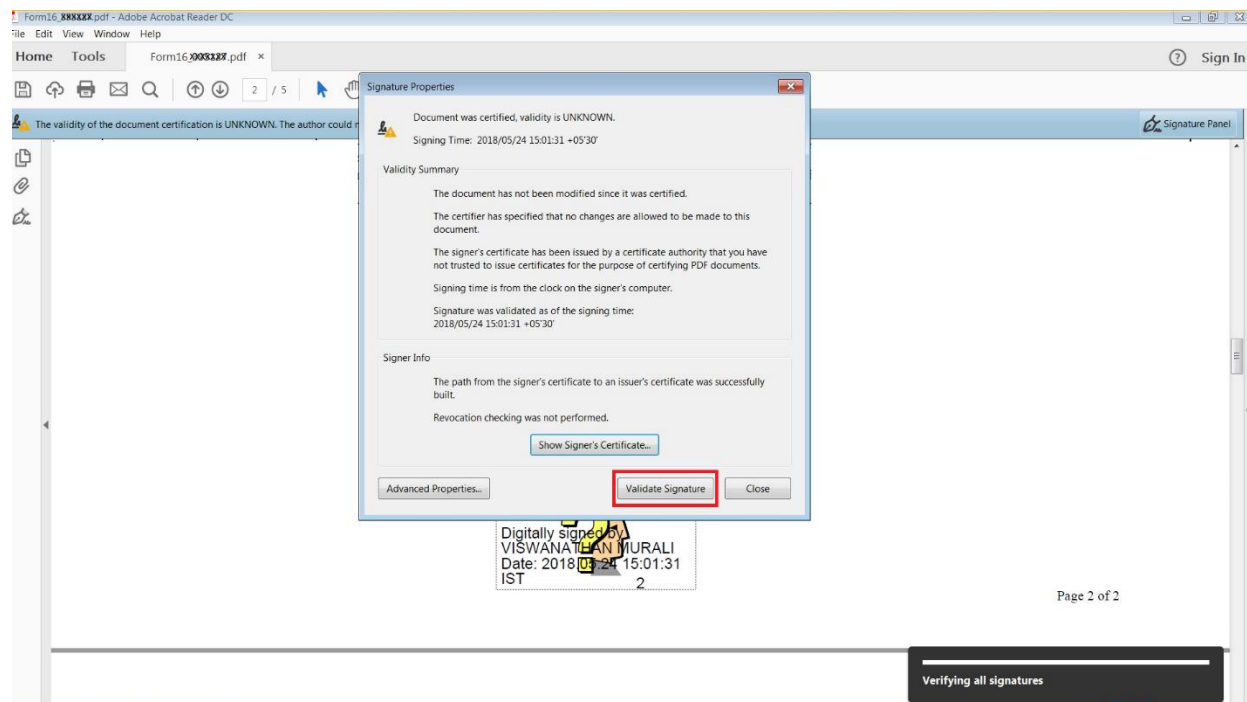 Form16_XXXXXX.pdf - Adobe Acrobat Reader DC
File Edit View Window Help
Home Tools Form16 .pdf ×
Sign In
2 / 5
The validity of the document certification is UNKNOWN. The author could
Signature Panel
Signature Properties
Document was certified, validity is UNKNOWN.
Signing Time: 2018/05/24 15:01:31 +05'30'
Validity Summary
The document has not been modified since it was certified.
The certifier has specified that no changes are allowed to be made to this
document.
The signer's certificate has been issued by a certificate authority that you have
not trusted to issue certificates for the purpose of certifying PDF documents.
Signing time is from the clock on the signer's computer.
Signature was validated as of the signing time:
2018/05/24 15:01:31 +05'30'
Signer Info
The path from the signer's certificate to an issuer's certificate was successfully
built.
Revocation checking was not performed.
Show Signer's Certificate...
Advanced Properties...
Validate Signature
Close
Digitally signed by
VISWANATHAN MURALI
Date: 2018.05.24 15:01:31
IST
2
Page 2 of 2
Verifying all signatures